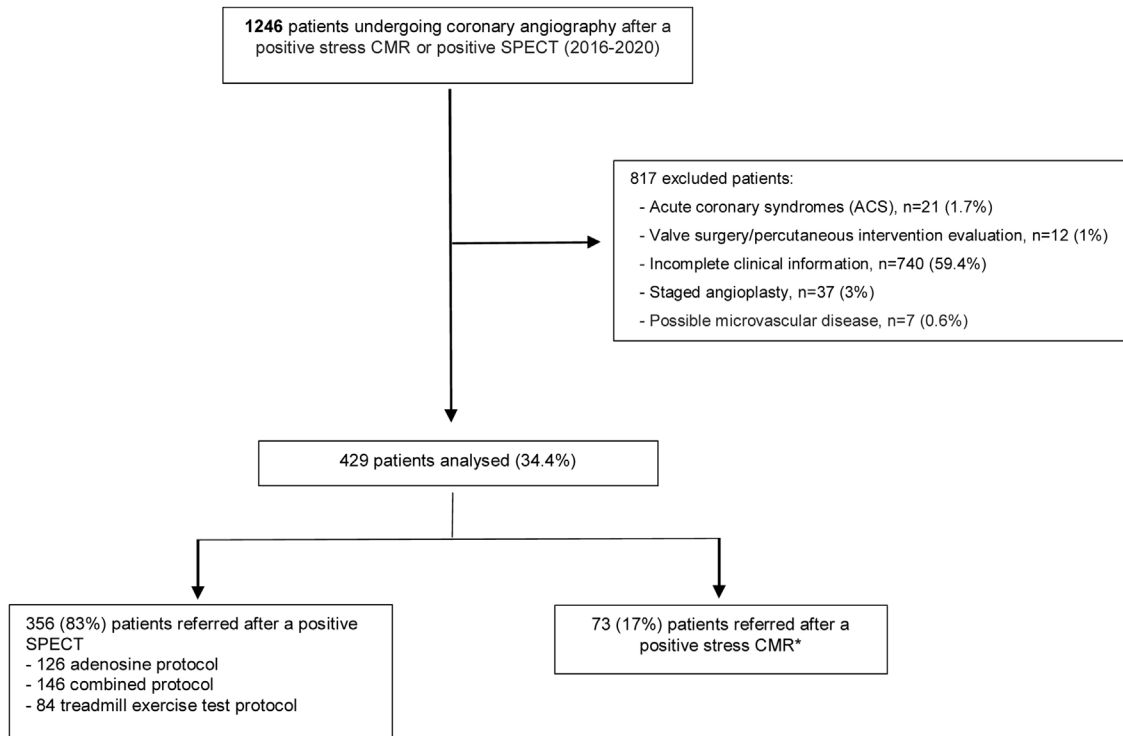 1246 patients undergoing coronary angiography after a
positive stress CMR or positive SPECT (2016-2020)
817 excluded patients:
- Acute coronary syndromes (ACS), n=21 (1.7%)
- Valve surgery/percutaneous intervention evaluation, n=12 (1%)
- Incomplete clinical information, n=740 (59.4%)
- Staged angioplasty, n=37 (3%)
- Possible microvascular disease, n=7 (0.6%)
429 patients analysed (34.4%)
356 (83%) patients referred after a positive
SPECT
- 126 adenosine protocol
- 146 combined protocol
- 84 treadmill exercise test protocol
73 (17%) patients referred after a
positive stress CMR*